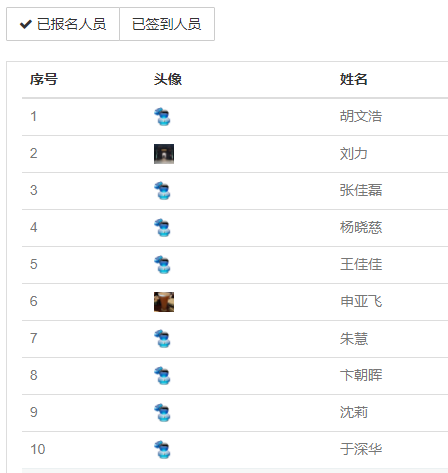 已报名人员 已签到人员
序号 头像 姓名
1 胡文浩
2 刘力
3 张佳磊
4 杨晓慈
5 王佳佳
6 申亚飞
7 朱慧
8 卞朝晖
9 沈莉
10 于深华